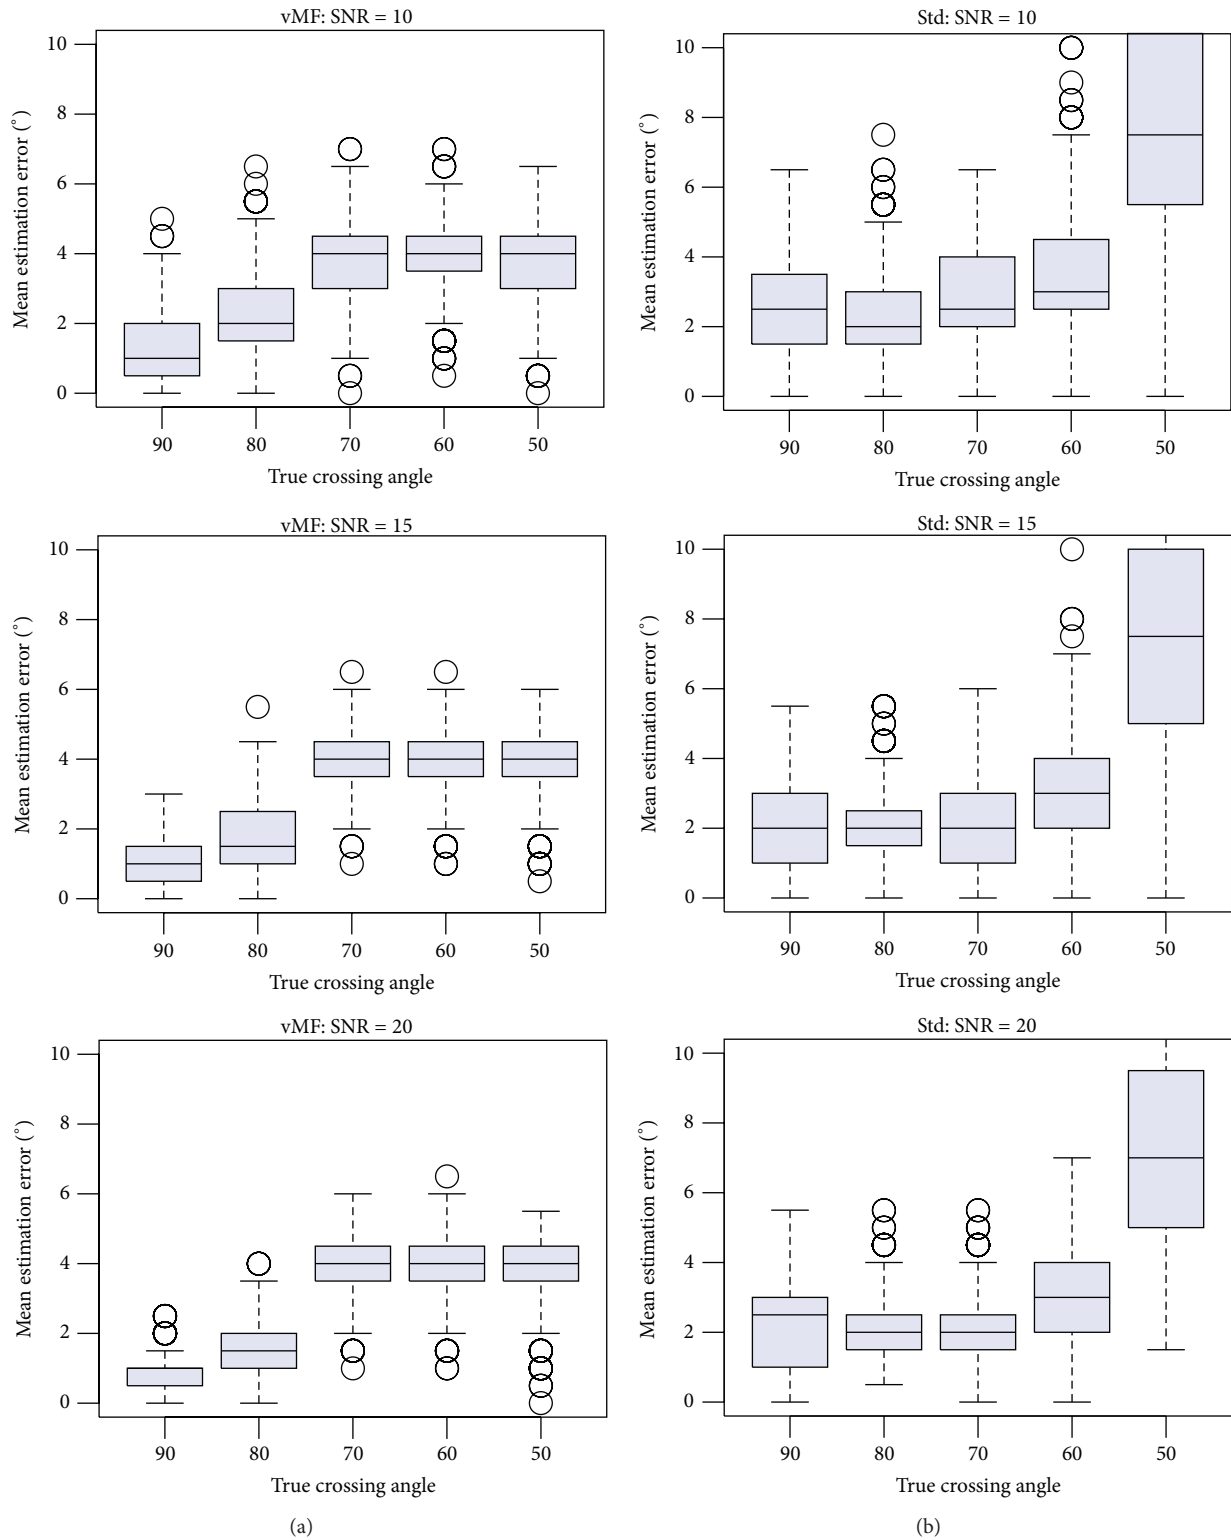 vMF: SNR = 10
10
8
6
4
2
0
Mean estimation error (°)
90 80 70 60 50
True crossing angle
Std: SNR = 10
10
8
6
4
2
0
Mean estimation error (°)
90 80 70 60 50
True crossing angle
vMF: SNR = 15
10
8
6
4
2
0
Mean estimation error (°)
90 80 70 60 50
True crossing angle
Std: SNR = 15
10
8
6
4
2
0
Mean estimation error (°)
90 80 70 60 50
True crossing angle
vMF: SNR = 20
10
8
6
4
2
0
Mean estimation error (°)
90 80 70 60 50
True crossing angle
(a)
Std: SNR = 20
10
8
6
4
2
0
Mean estimation error (°)
90 80 70 60 50
True crossing angle
(b)